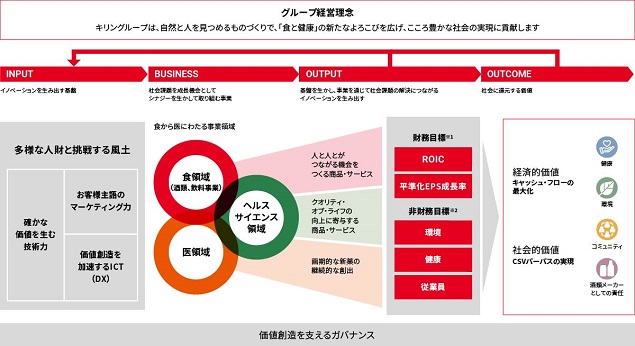 グループ経営理念
キリングループは、自然と人を見つめるものづくりで、「食と健康」の新たなよろこびを広げ、こころ豊かな社会の実現に貢献します
INPUT
イノベーションを生み出す基盤
BUSINESS
社会課題を成長機会として
シナジーを生かして取り組む事業
OUTPUT
基盤を生かし、事業を通じて社会課題の解決につながる
イノベーションを生み出す
OUTCOME
社会に還元する価値
多様な人財と挑戦する風土
確かな
価値を生む
技術力
お客様主語の
マーケティング力
価値創造を
加速するICT
(DX)
食から医にわたる事業領域
食領域
(酒類、飲料事業)
ヘルス
サイエンス
領域
医領域
人と人とが
つながる機会を
つくる商品・サービス
クオリティ・
オブ・ライフの
向上に寄与する
商品・サービス
画期的な新薬の
継続的な創出
財務目標※1
ROIC
平準化EPS成長率
非財務目標※2
環境
健康
従業員
経済的価値
キャッシュ・フローの
最大化
社会的価値
CSVパーパスの実現
健康
環境
コミュニティ
酒類メーカー
としての責任
価値創造を支えるガバナンス